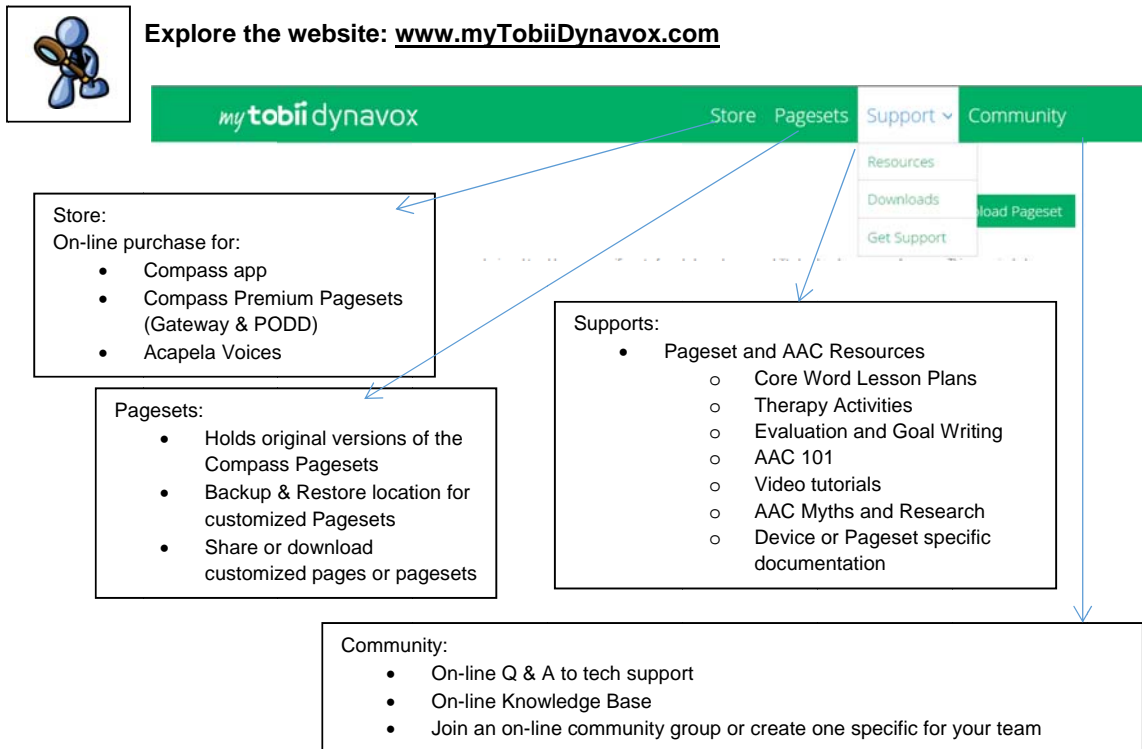 Explore the website: www.myTobiiDynavox.com
my tobii dynavox
Store Pagesets Support Community
Resources
Downloads
Get Support
load Pageset
Store:
On-line purchase for:
• Compass app
• Compass Premium Pagesets
(Gateway & PODD)
• Acapela Voices
Pagesets:
• Holds original versions of the
Compass Pagesets
• Backup & Restore location for
customized Pagesets
• Share or download
customized pages or pagesets
Supports:
• Pageset and AAC Resources
o Core Word Lesson Plans
o Therapy Activities
o Evaluation and Goal Writing
o AAC 101
o Video tutorials
o AAC Myths and Research
o Device or Pageset specific
documentation
Community:
• On-line Q & A to tech support
• On-line Knowledge Base
• Join an on-line community group or create one specific for your team